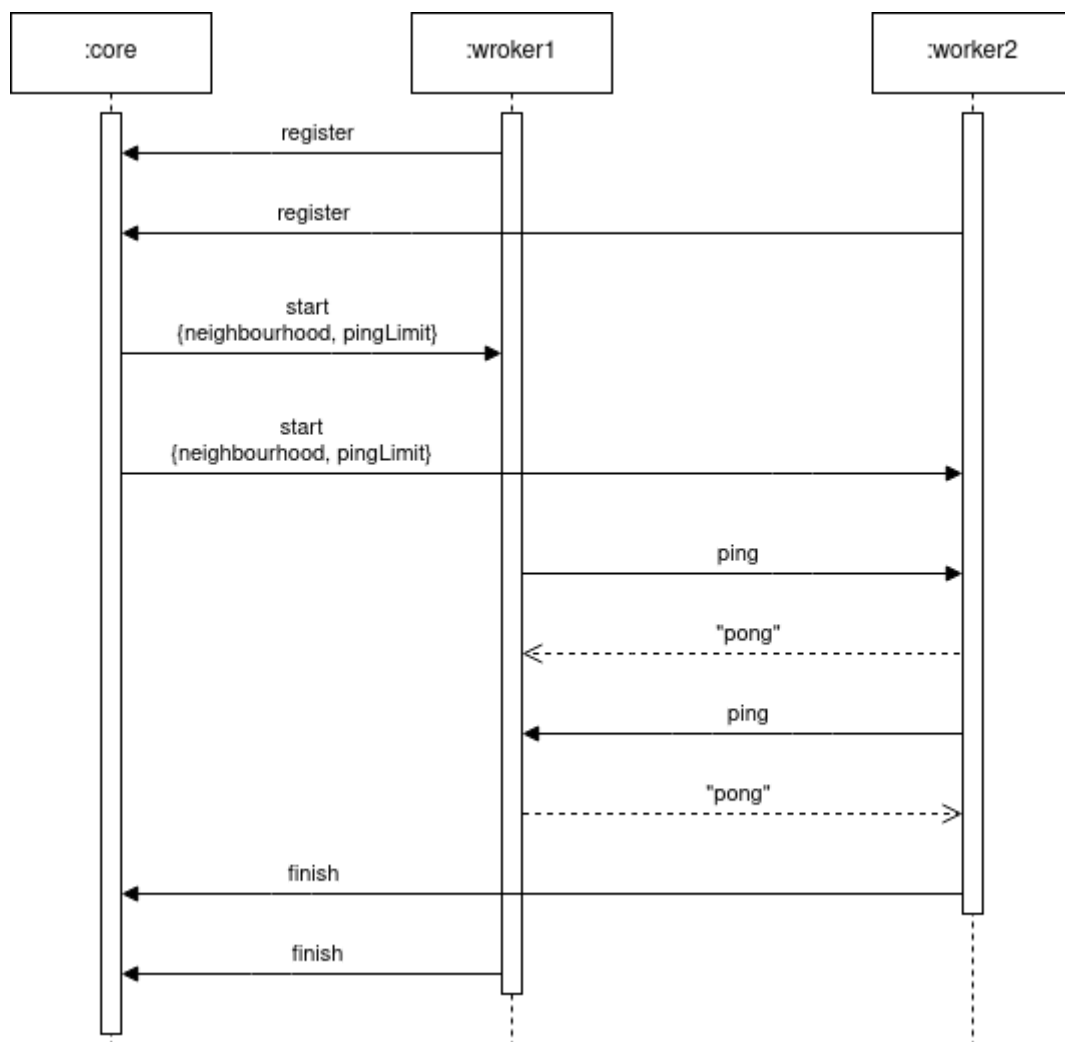 :core
:wroker1
:worker2
register
register
start
{neighbourhood, pingLimit}
start
{neighbourhood, pingLimit}
ping
"pong"
ping
"pong"
finish
finish